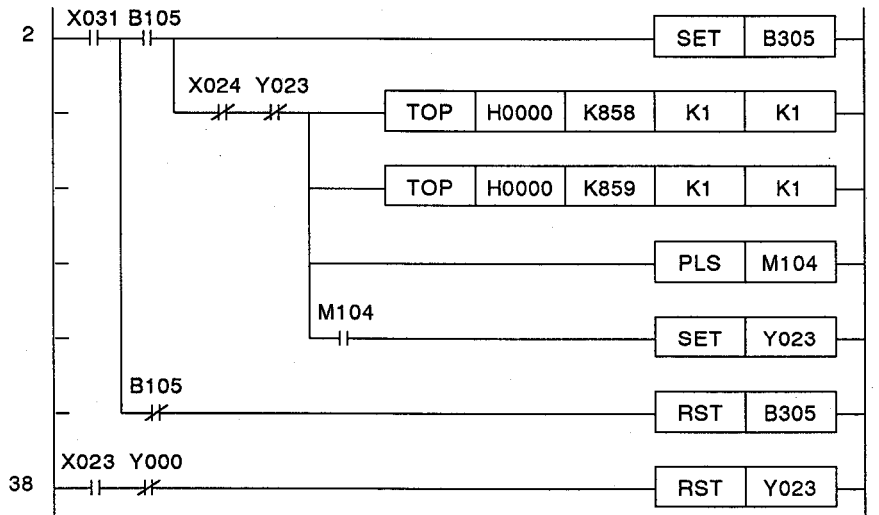 X031 B105
2 SET B305
X024 Y023
TOP H0000 K858 K1 K1
TOP H0000 K859 K1 K1
PLS M104
M104
SET Y023
B105
RST B305
X023 Y000
38 RST Y023